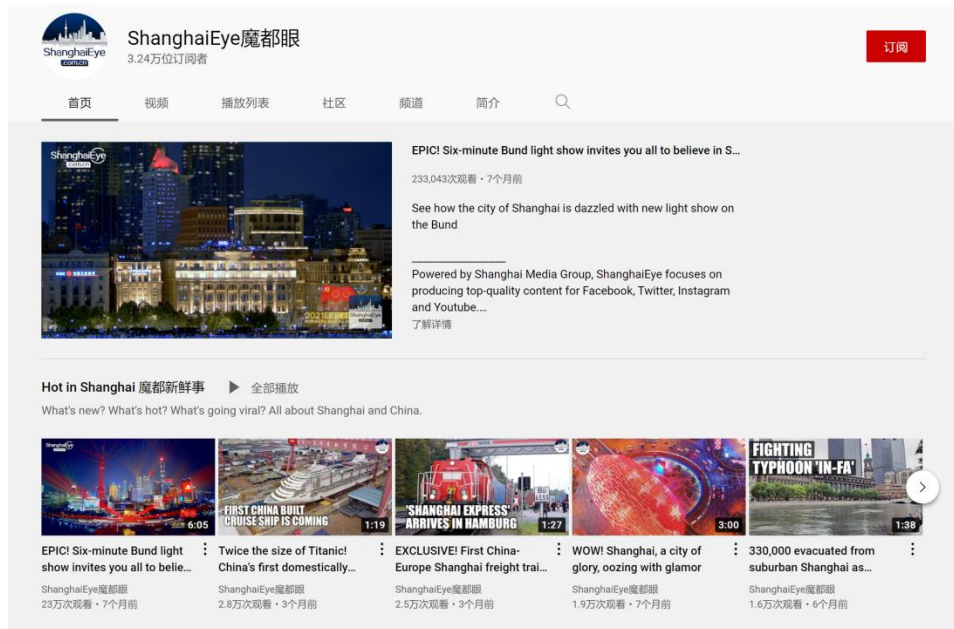 ShanghaiEye
.com.cn
ShanghaiEye魔都眼
3.24万位订阅者
订阅
首页 视频 播放列表 社区 频道 简介
ShanghaiEye
.com.cn
EPIC! Six-minute Bund light show invites you all to believe in S...
233,043次观看・7个月前
See how the city of Shanghai is dazzled with new light show on
the Bund
Powered by Shanghai Media Group, ShanghaiEye focuses on
producing top-quality content for Facebook, Twitter, Instagram
and Youtube....
了解详情
Hot in Shanghai 魔都新鲜事 全部播放
What's new? What's hot? What's going viral? All about Shanghai and China.
ShanghaiEye
6:05
FIRST CHINA BUILT
CRUISE SHIP IS COMING
1:19
'SHANGHAI EXPRESS'
ARRIVES IN HAMBURG
1:27
3:00
FIGHTING
TYPHOON 'IN-FA'
1:38
EPIC! Six-minute Bund light
show invites you all to belie...
ShanghaiEye魔都眼
23万次观看・7个月前
Twice the size of Titanic!
China's first domestically...
ShanghaiEye魔都眼
2.8万次观看・3个月前
EXCLUSIVE! First China-
Europe Shanghai freight trai...
ShanghaiEye魔都眼
2.5万次观看・3个月前
WOW! Shanghai, a city of
glory, oozing with glamor
ShanghaiEye魔都眼
1.9万次观看・7个月前
330,000 evacuated from
suburban Shanghai as...
ShanghaiEye魔都眼
1.6万次观看・6个月前